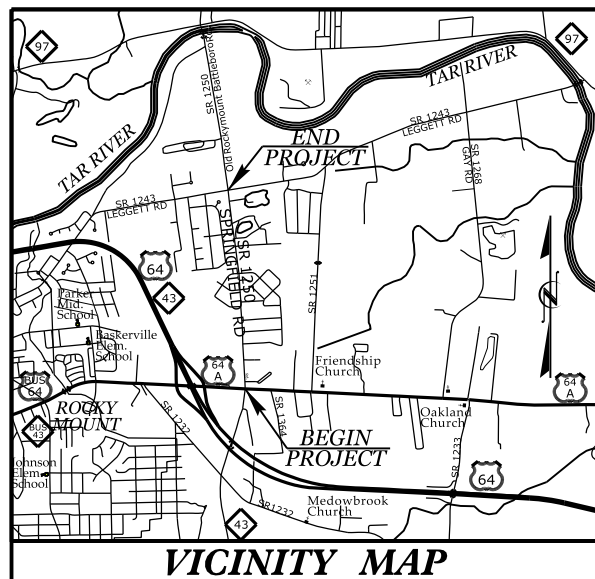 97
97
TAR RIVER
SR 1250
Old Rockymount Battleboro Rd
SR 1243
LEGGETT RD
END
PROJECT
TAR RIVER
SR 1268
GAY RD
SR 1243
LEGGETT RD
SPRINGFIELD RD
SR 1250
64
43
SR 1251
N
Parker
Mid.
School
Baskerville
Elem.
School
64
A
Friendship
Church
64
A
BUS
64
ROCKY
MOUNT
SR 1232
SR 1364
Oakland
Church
BUS
43
BEGIN
PROJECT
SR 1233
Johnson
Elem.
School
64
SR1232
Medowbrook
Church
43
VICINITY MAP